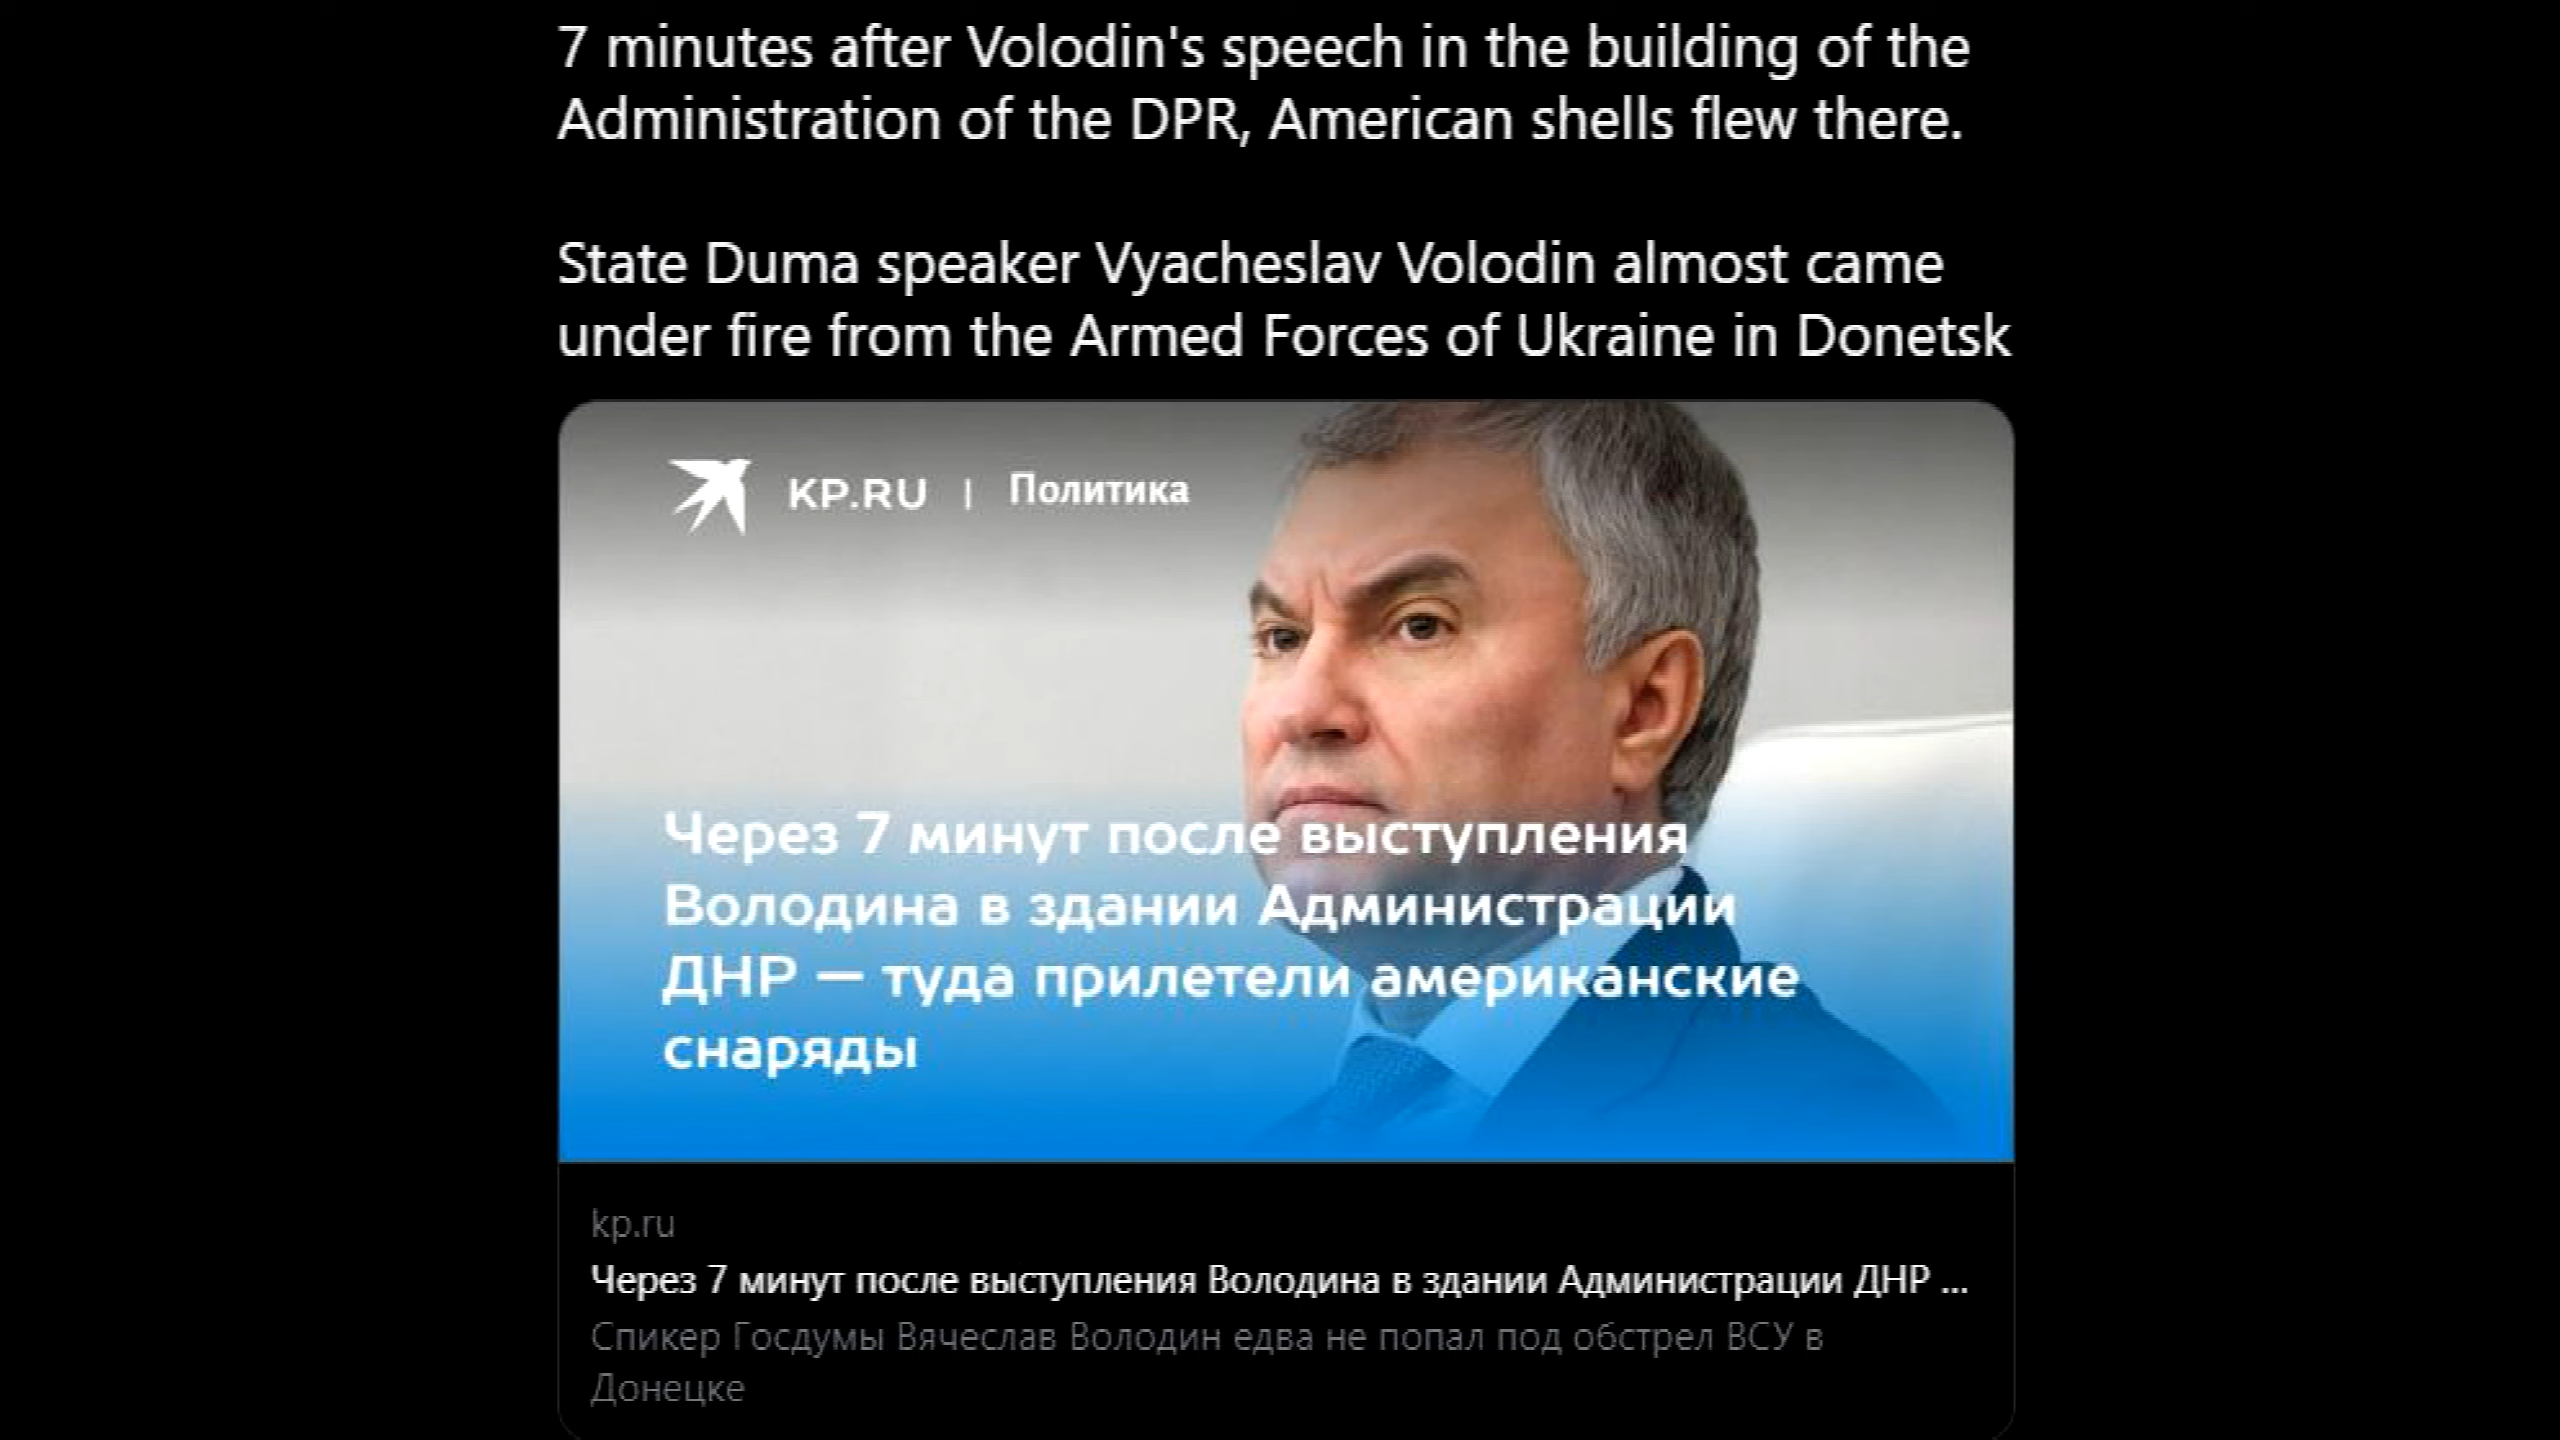 7 minutes after Volodin's speech in the building of the
Administration of the DPR, American shells flew there.
State Duma speaker Vyacheslav Volodin almost came
under fire from the Armed Forces of Ukraine in Donetsk
KP.RU | Политика
Через 7 минут после выступления
Володина в здании Администрации
ДНР — туда прилетели американские
снаряды
kp.ru
Через 7 минут после выступления Володина в здании Администрации ДНР ...
Спикер Госдумы Вячеслав Володин едва не попал под обстрел ВСУ в
Донецке